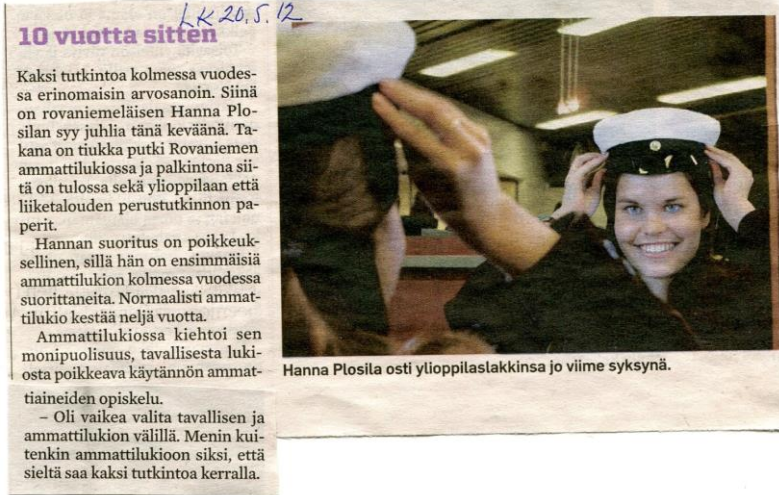 LK 20.5.12
10 vuotta sitten
Kaksi tutkintoa kolmessa vuodes-
sa erinomaisin arvosanoin. Siinä
on rovaniemeläisen Hanna Plo-
silan syy juhlia tänä keväänä. Ta-
kana on tiukka putki Rovaniemen
ammattilukiossa ja palkintona sii-
tä on tulossa sekä ylioppilaan että
liiketalouden perustutkinnon pa-
perit.
Hannan suoritus on poikkeuk-
sellinen, sillä hän on ensimmäisiä
ammattilukion kolmessa vuodessa
suorittaneita. Normaalisti ammat-
tilukio kestää neljä vuotta.
Ammattilukiossa kiehtoi sen
monipuolisuus, tavallisesta luki-
osta poikkeava käytännön ammat-
tiaineiden opiskelu.
– Oli vaikea valita tavallisen ja
ammattilukion välillä. Menin kui-
tenkin ammattilukioon siksi, että
sieltä saa kaksi tutkintoa kerralla.
Hanna Plosila osti ylioppilaslakkinsa jo viime syksynä.